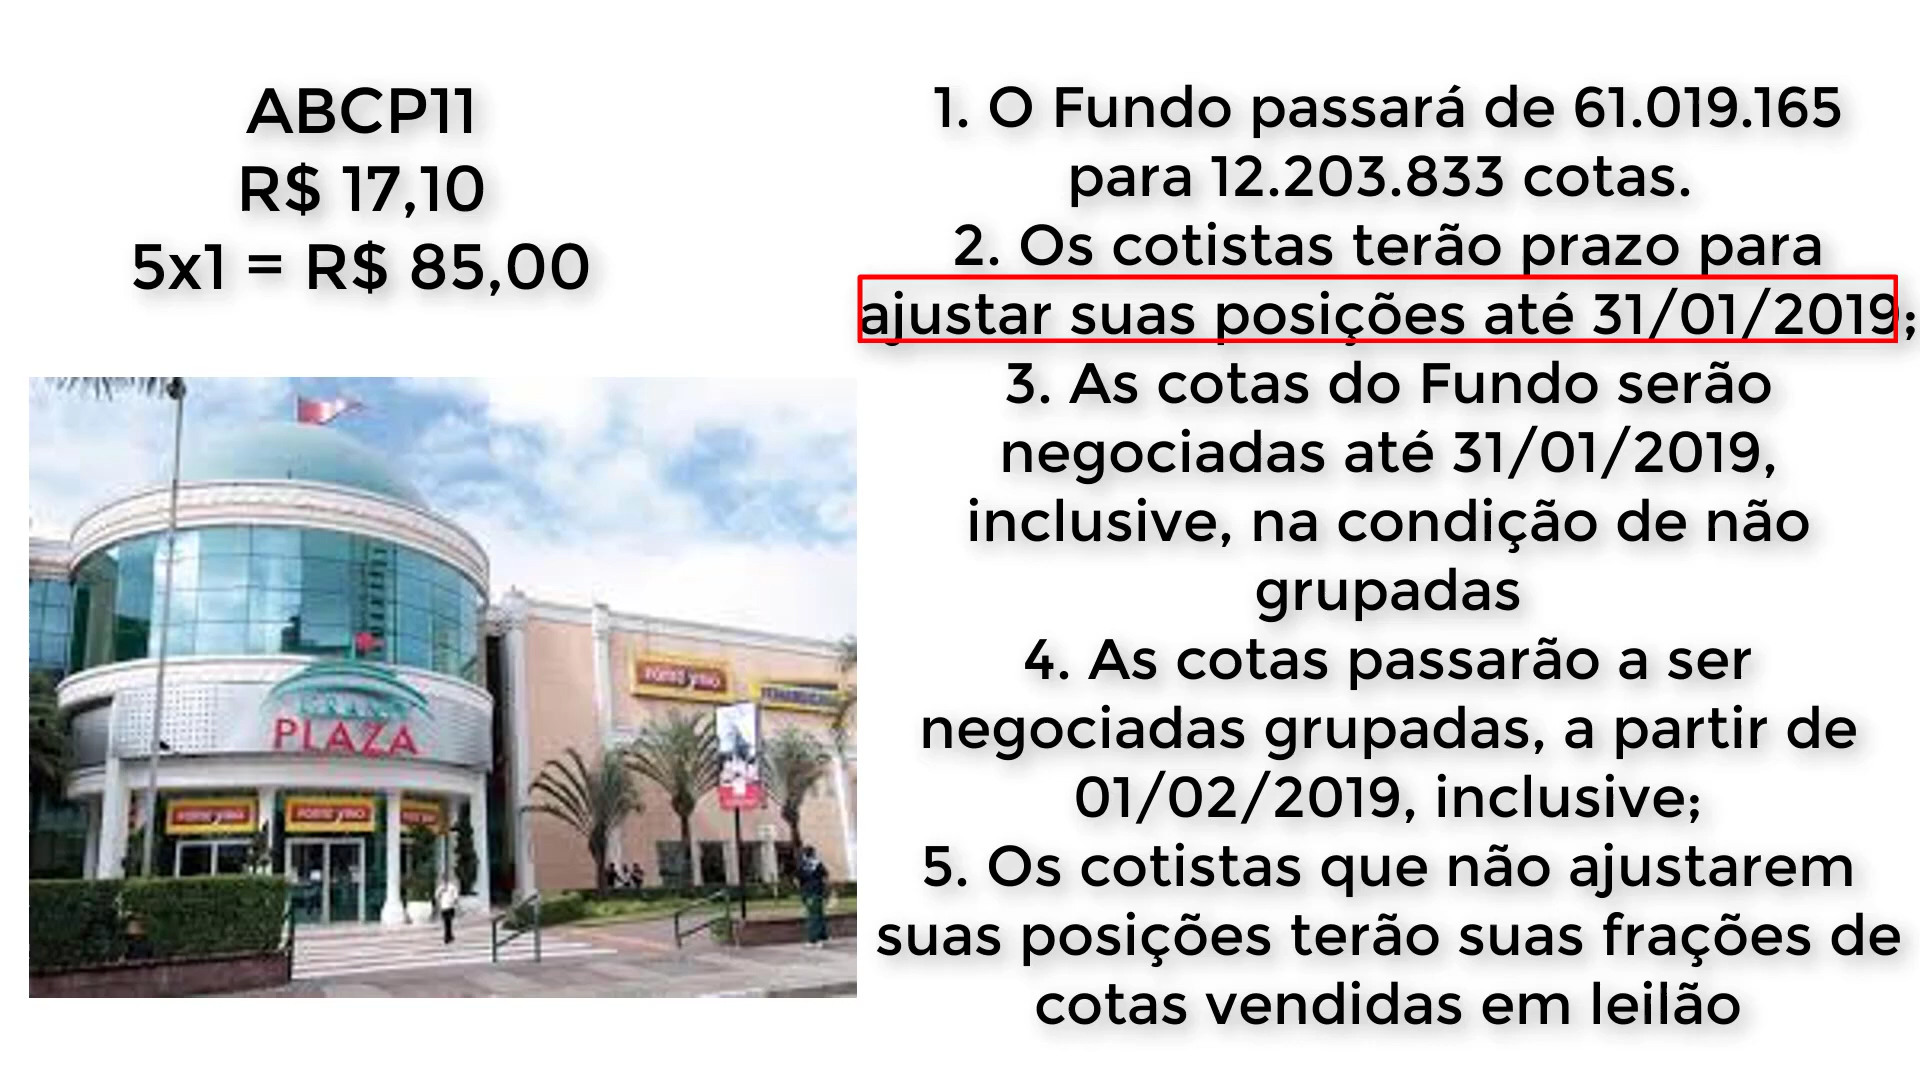 ABCP11
R$ 17,10
5x1 = R$ 85,00
1. O Fundo passará de 61.019.165
para 12.203.833 cotas.
2. Os cotistas terão prazo para
ajustar suas posições até 31/01/2019;
3. As cotas do Fundo serão
negociadas até 31/01/2019,
inclusive, na condição de não
grupadas
4. As cotas passarão a ser
negociadas grupadas, a partir de
01/02/2019, inclusive;
5. Os cotistas que não ajustarem
suas posições terão suas frações de
cotas vendidas em leilão
PLAZA